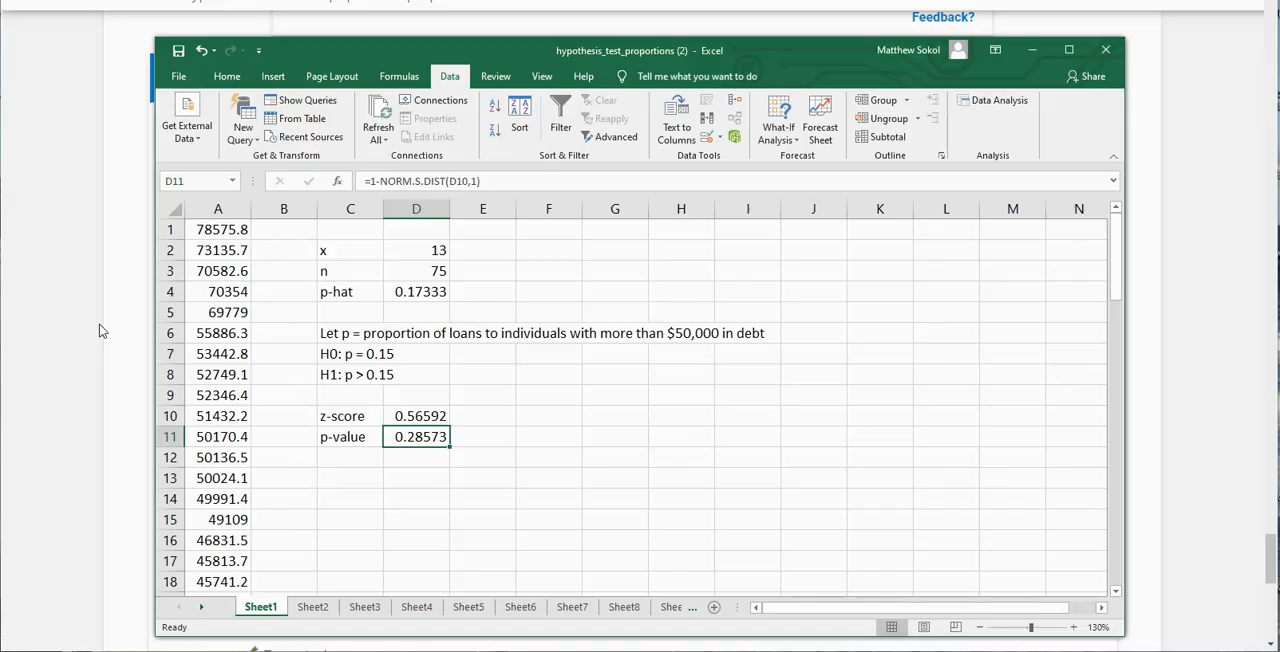 Feedback?
hypothesis_test_proportions (2) - Excel
Matthew Sokol
File Home Insert Page Layout Formulas Data Review View Help Tell me what you want to do Share
Get External Data
New Query
Show Queries
From Table
Recent Sources
Get & Transform
Refresh All
Connections
Properties
Edit Links
Connections
Sort
Filter
Clear
Reapply
Advanced
Sort & Filter
Text to Columns
Data Tools
What-If Analysis
Forecast Sheet
Forecast
Group
Ungroup
Subtotal
Outline
Data Analysis
Analysis
D11 fx =1-NORM.S.DIST(D10,1)
A B C D E F G H I J K L M N
1 78575.8
2 73135.7 x 13
3 70582.6 n 75
4 70354 p-hat 0.17333
5 69779
6 55886.3 Let p = proportion of loans to individuals with more than $50,000 in debt
7 53442.8 H0: p = 0.15
8 52749.1 H1: p > 0.15
9 52346.4
10 51432.2 z-score 0.56592
11 50170.4 p-value 0.28573
12 50136.5
13 50024.1
14 49991.4
15 49109
16 46831.5
17 45813.7
18 45741.2
Sheet1 Sheet2 Sheet3 Sheet4 Sheet5 Sheet6 Sheet7 Sheet8 Shee ...
Ready 130%